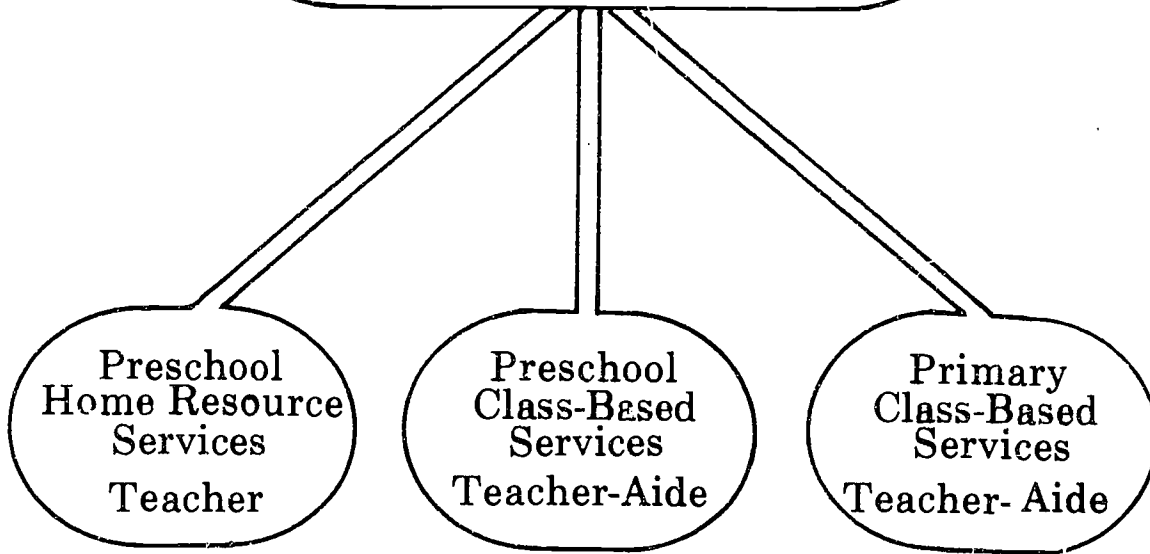 Preschool
Home Resource
Services
Teacher
Preschool
Class-Based
Services
Teacher-Aide
Primary
Class-Based
Services
Teacher- Aide